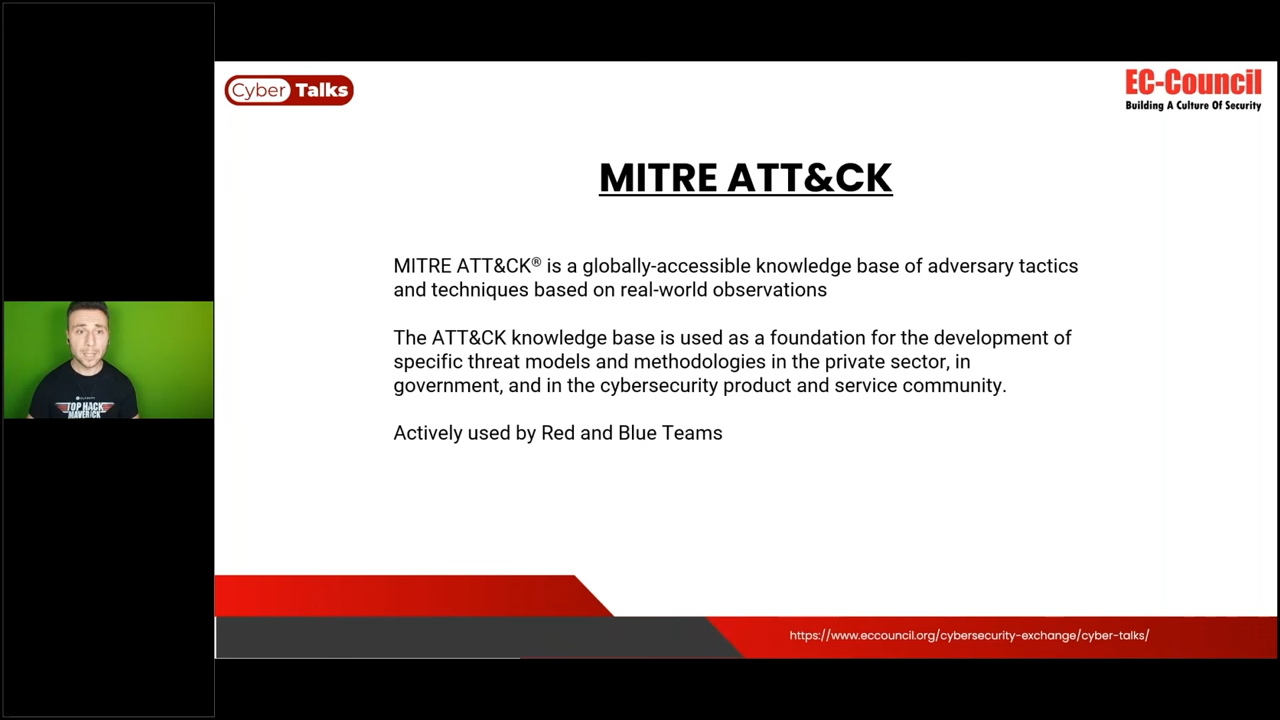 Cyber Talks
EC-Council
Building A Culture Of Security
MITRE ATT&CK
MITRE ATT&CK® is a globally-accessible knowledge base of adversary tactics
and techniques based on real-world observations
The ATT&CK knowledge base is used as a foundation for the development of
specific threat models and methodologies in the private sector, in
government, and in the cybersecurity product and service community.
Actively used by Red and Blue Teams
TOP HACK
MAVERICK
https://www.eccouncil.org/cybersecurity-exchange/cyber-talks/